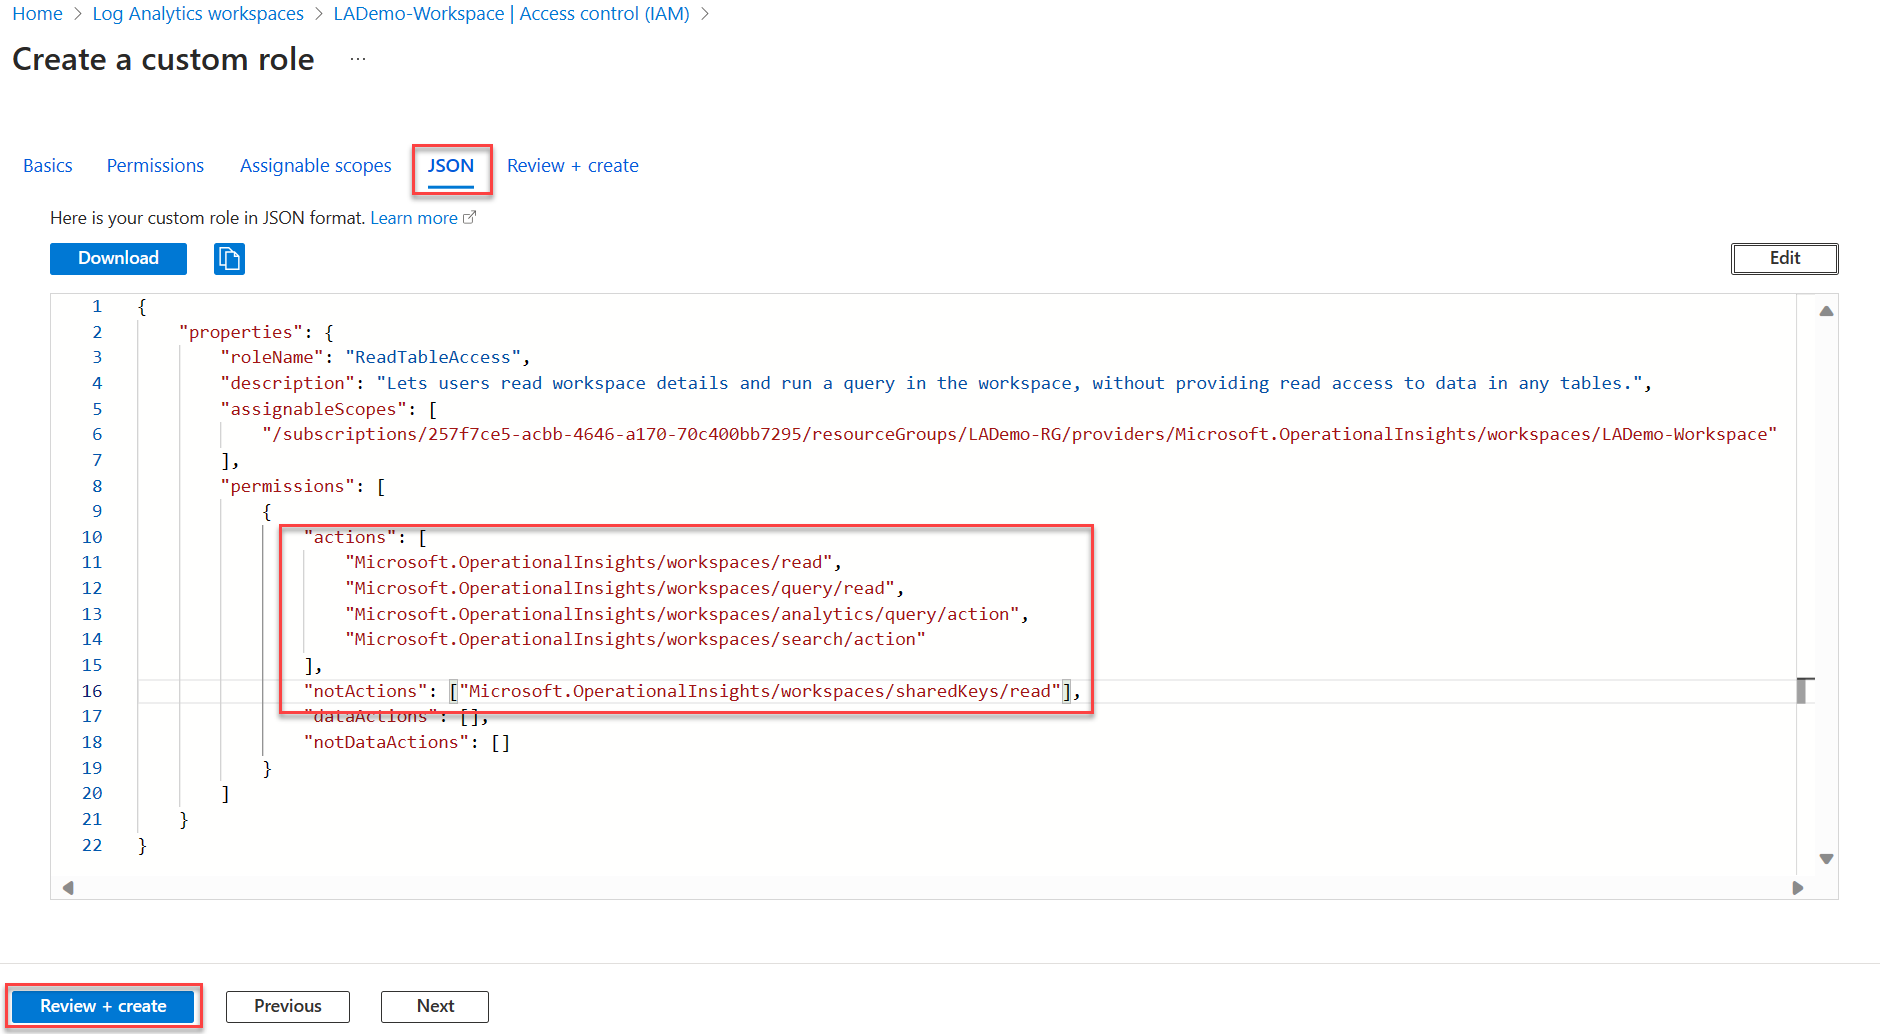 Home > Log Analytics workspaces > LADemo-Workspace | Access control (IAM) >
Create a custom role ...
Basics Permissions Assignable scopes JSON Review + create
Here is your custom role in JSON format. Learn more
Download Edit
1 {
2 "properties": {
3 "roleName": "ReadTableAccess",
4 "description": "Lets users read workspace details and run a query in the workspace, without providing read access to data in any tables.",
5 "assignableScopes": [
6 "/subscriptions/257f7ce5-acbb-4646-a170-70c400bb7295/resourceGroups/LADemo-RG/providers/Microsoft.OperationalInsights/workspaces/LADemo-Workspace"
7 ],
8 "permissions": [
9 {
10 "actions": [
11 "Microsoft.OperationalInsights/workspaces/read",
12 "Microsoft.OperationalInsights/workspaces/query/read",
13 "Microsoft.OperationalInsights/workspaces/analytics/query/action",
14 "Microsoft.OperationalInsights/workspaces/search/action"
15 ],
16 "notActions": ["Microsoft.OperationalInsights/workspaces/sharedKeys/read"],
17 "dataActions": [],
18 "notDataActions": []
19 }
20 ]
21 }
22 }
Review + create Previous Next